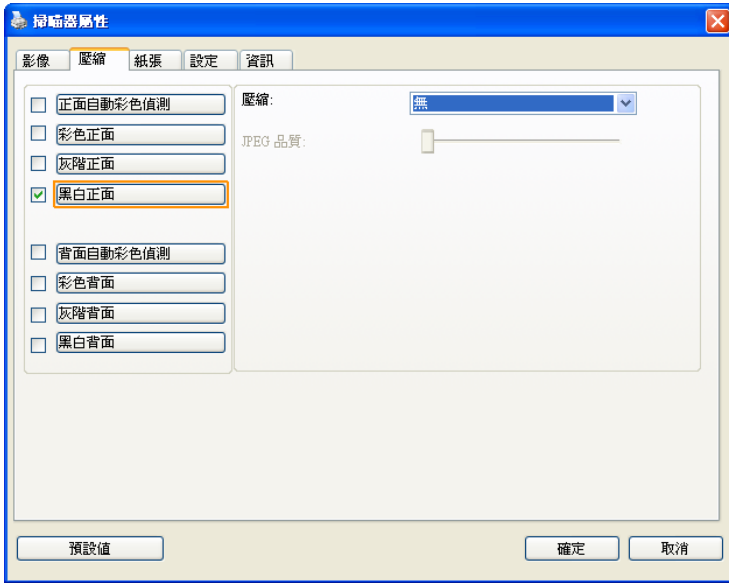 掃瞄器屬性
影像 壓縮 紙張 設定 資訊
正面自動彩色偵測
彩色正面
灰階正面
黑白正面
背面自動彩色偵測
彩色背面
灰階背面
黑白背面
壓縮: 無
JPEG 品質:
預設值 確定 取消